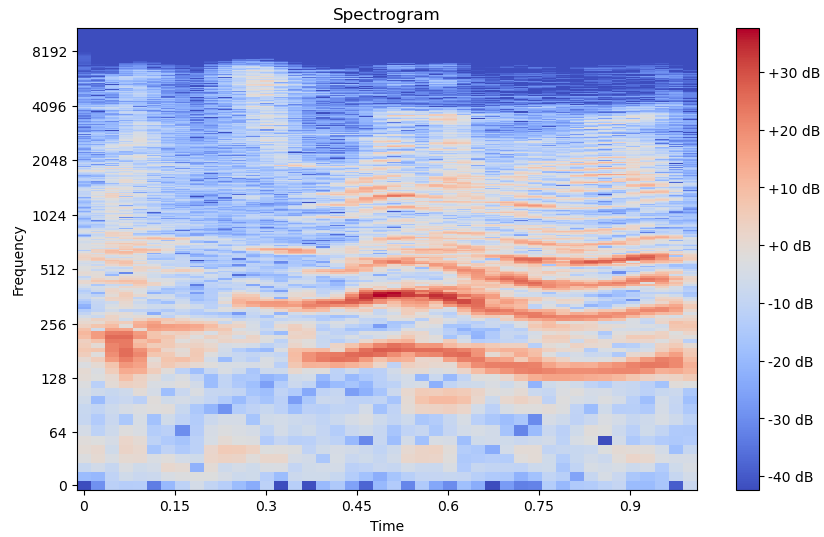 Spectrogram
8192
4096
2048
1024
512
256
128
64
0
Frequency
0
0.15
0.3
0.45
0.6
0.75
0.9
Time
+30 dB
+20 dB
+10 dB
+0 dB
-10 dB
-20 dB
-30 dB
-40 dB